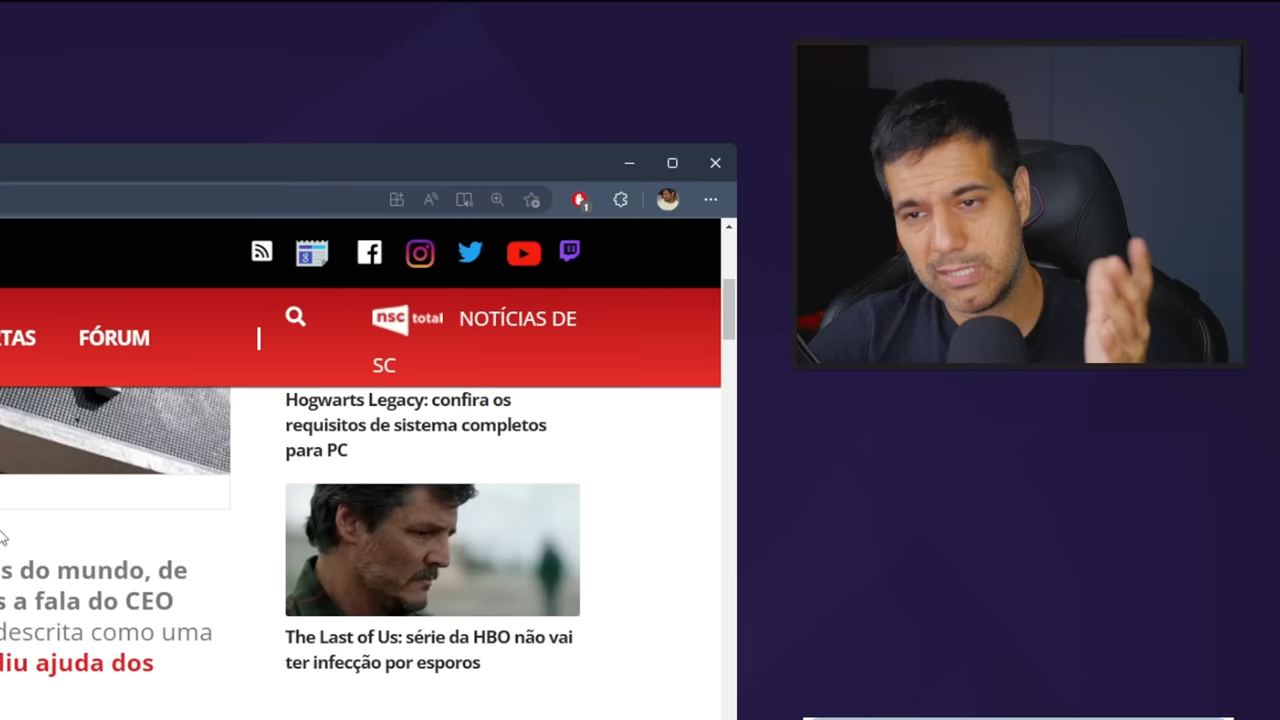 TAS FÓRUM
nsc total NOTÍCIAS DE
SC
Hogwarts Legacy: confira os
requisitos de sistema completos
para PC
s do mundo, de
s a fala do CEO
descrita como uma
diu ajuda dos
The Last of Us: série da HBO não vai
ter infecção por esporos